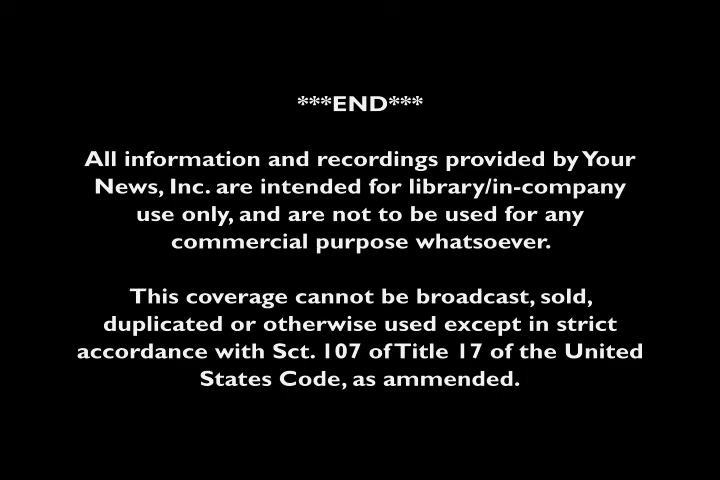 ***END***
All information and recordings provided by Your
News, Inc. are intended for library/in-company
use only, and are not to be used for any
commercial purpose whatsoever.
This coverage cannot be broadcast, sold,
duplicated or otherwise used except in strict
accordance with Sct. 107 of Title 17 of the United
States Code, as ammended.